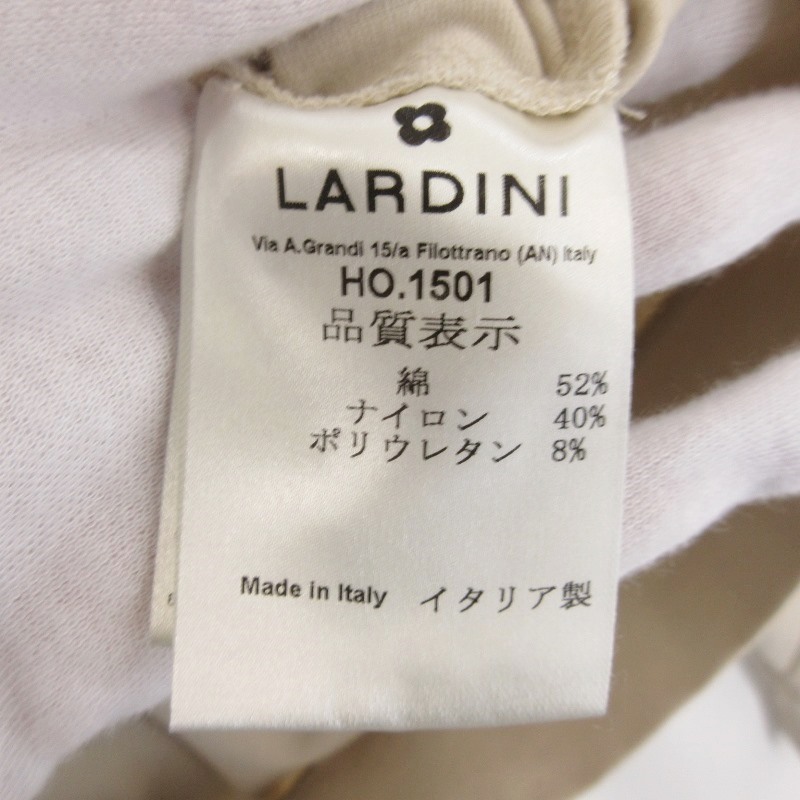 LARDINI
Via A.Grandi 15/a Filottrano (AN) Italy
HO.1501
品質表示
綿 52%
ナイロン 40%
ポリウレタン 8%
Made in Italy イタリア製